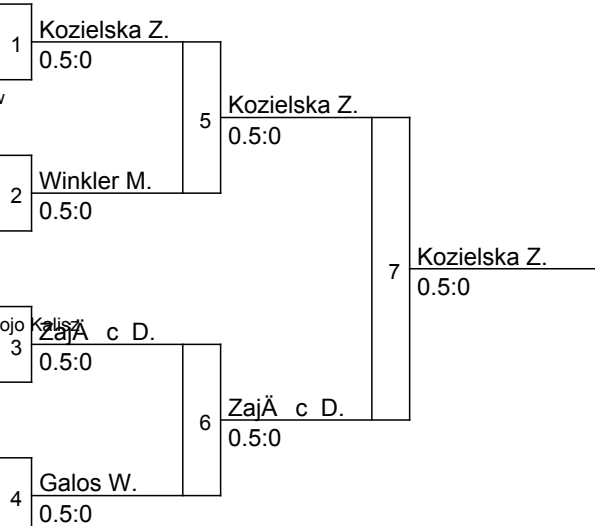 1
Kozielska Z.
0.5:0
w
5
Kozielska Z.
0.5:0
2
Winkler M.
0.5:0
7
Kozielska Z.
0.5:0
ojo Kalisz
3
ZajÄ c D.
0.5:0
6
ZajÄ c D.
0.5:0
4
Galos W.
0.5:0